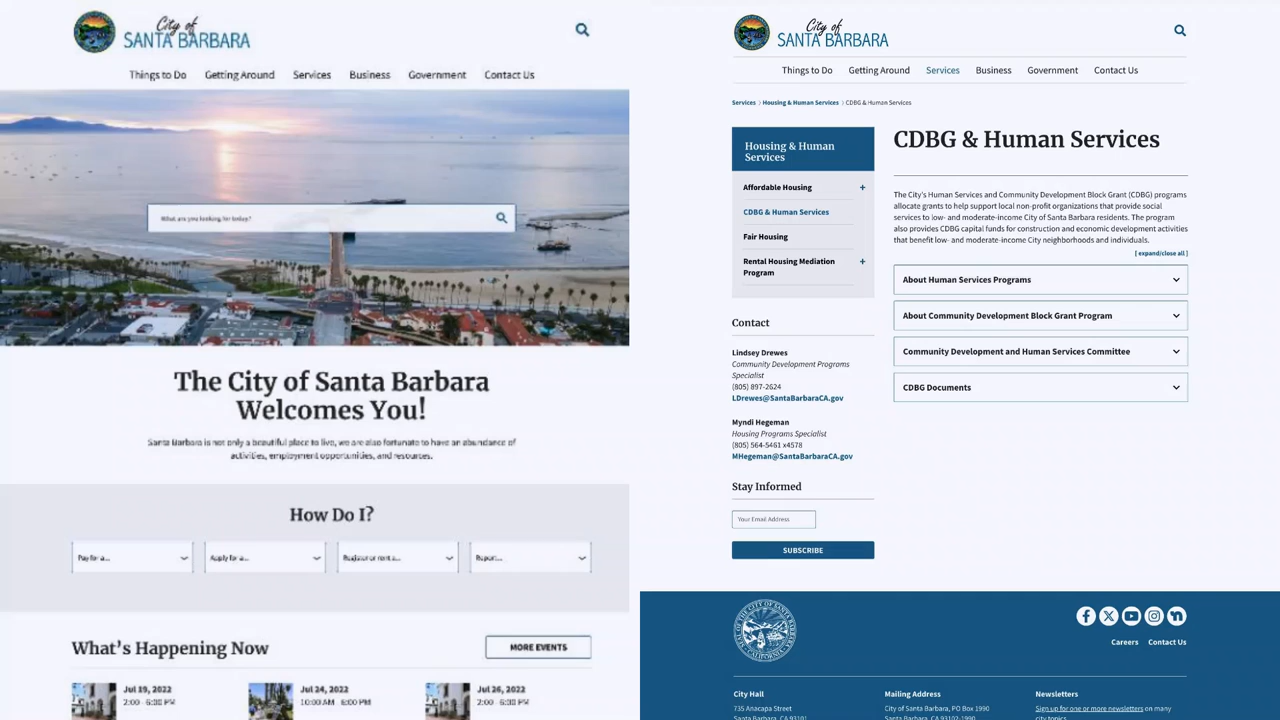 City of
SANTA BARBARA
Things to Do
Getting Around
Services
Business
Government
Contact Us
What are you looking for today?
The City of Santa Barbara
Welcomes You!
Santa Barbara is not only a beautiful place to live, we are also fortunate to have an abundance of
activities, employment opportunities, and resources.
How Do I?
Pay for a...
Apply for a...
Register or rent a...
Report...
What's Happening Now
MORE EVENTS
Jul 19, 2022
2:00 - 6:30 PM
Jul 24, 2022
10:00 AM - 6:00 PM
Jul 26, 2022
2:00 - 6:30 PM
City of
SANTA BARBARA
Things to Do
Getting Around
Services
Business
Government
Contact Us
Services > Housing & Human Services > CDBG & Human Services
Housing & Human
Services
Affordable Housing +
CDBG & Human Services
Fair Housing
Rental Housing Mediation +
Program
Contact
Lindsey Drewes
Community Development Programs
Specialist
(805) 897-2624
LDrewes@SantaBarbaraCA.gov
Myndi Hegeman
Housing Programs Specialist
(805) 564-5461 x4578
MHegeman@SantaBarbaraCA.gov
Stay Informed
Your Email Address
SUBSCRIBE
CDBG & Human Services
The City's Human Services and Community Development Block Grant (CDBG) programs
allocate grants to help support local non-profit organizations that provide social
services to low- and moderate-income City of Santa Barbara residents. The program
also provides CDBG capital funds for construction and economic development activities
that benefit low- and moderate-income City neighborhoods and individuals.
[ expand/close all ]
About Human Services Programs
About Community Development Block Grant Program
Community Development and Human Services Committee
CDBG Documents
SEAL OF THE CITY OF SANTA BARBARA
CALIFORNIA
Careers
Contact Us
City Hall
735 Anacapa Street
Santa Barbara, CA 93101
Mailing Address
City of Santa Barbara, PO Box 1990
Santa Barbara, CA 93102-1990
Newsletters
Sign up for one or more newsletters on many
city topics.